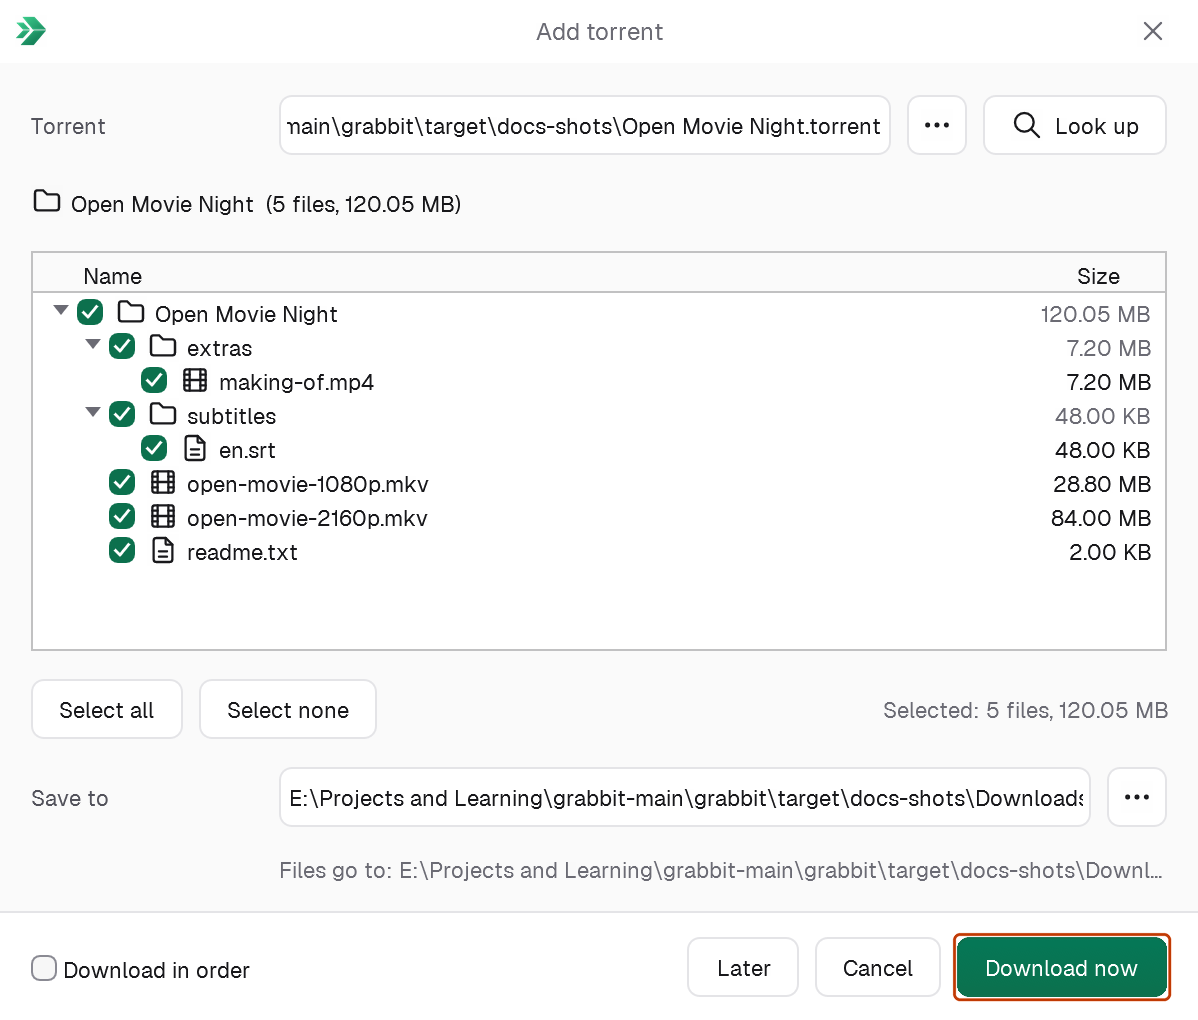 Add torrent
Torrent
main\grabbit\target\docs-shots\Open Movie Night.torrent
Look up
Open Movie Night (5 files, 120.05 MB)
Name Size
Open Movie Night 120.05 MB
extras 7.20 MB
making-of.mp4 7.20 MB
subtitles 48.00 KB
en.srt 48.00 KB
open-movie-1080p.mkv 28.80 MB
open-movie-2160p.mkv 84.00 MB
readme.txt 2.00 KB
Select all Select none Selected: 5 files, 120.05 MB
Save to E:\Projects and Learning\grabbit-main\grabbit\target\docs-shots\Downloads
Files go to: E:\Projects and Learning\grabbit-main\grabbit\target\docs-shots\Downl...
Download in order Later Cancel Download now